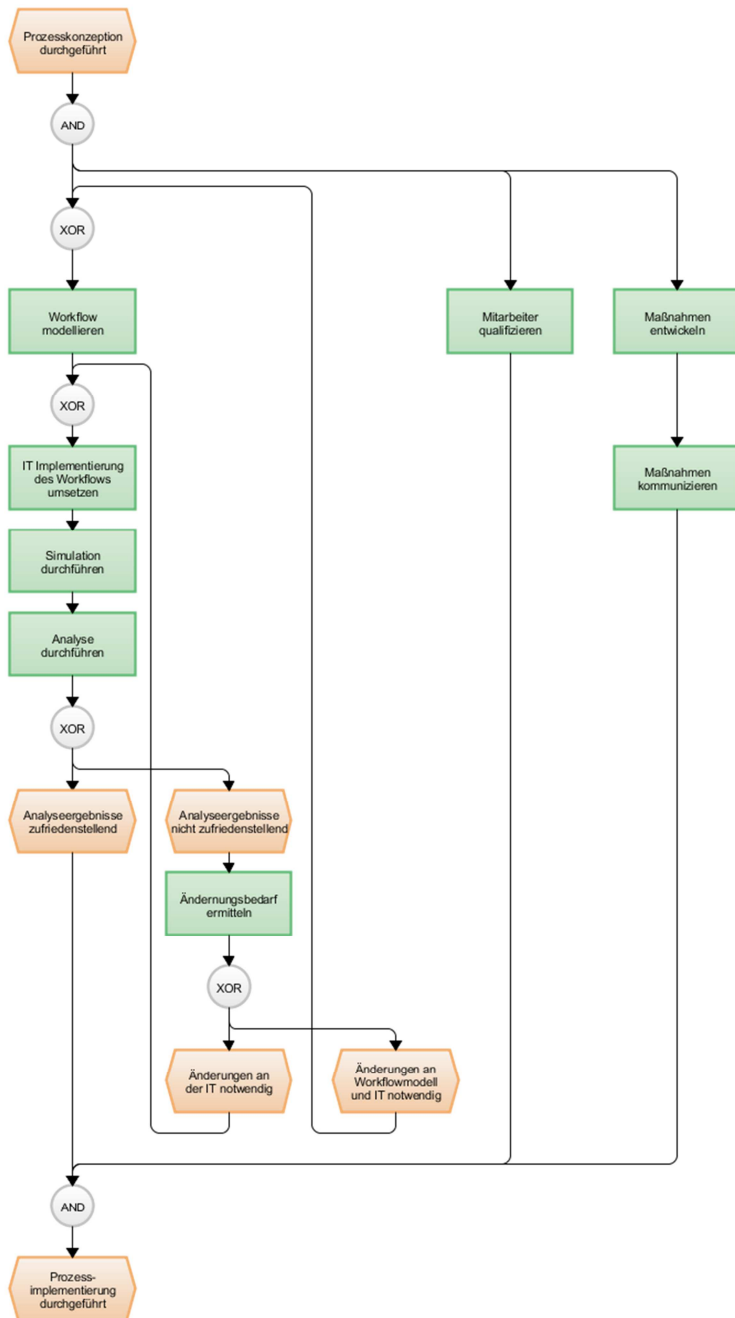 Prozesskonzeption
durchgeführt
AND
XOR
Workflow
modellieren
Mitarbeiter
qualifizieren
Maßnahmen
entwickeln
XOR
IT Implementierung
des Workflows
umsetzen
Maßnahmen
kommunizieren
Simulation
durchführen
Analyse
durchführen
XOR
Analyseergebnisse
zufriedenstellend
Analyseergebnisse
nicht zufriedenstellend
Ändernungsbedarf
ermitteln
XOR
Änderungen an
der IT notwendig
Änderungen an
Workflowmodell
und IT notwendig
AND
Prozess-
implementierung
durchgeführt